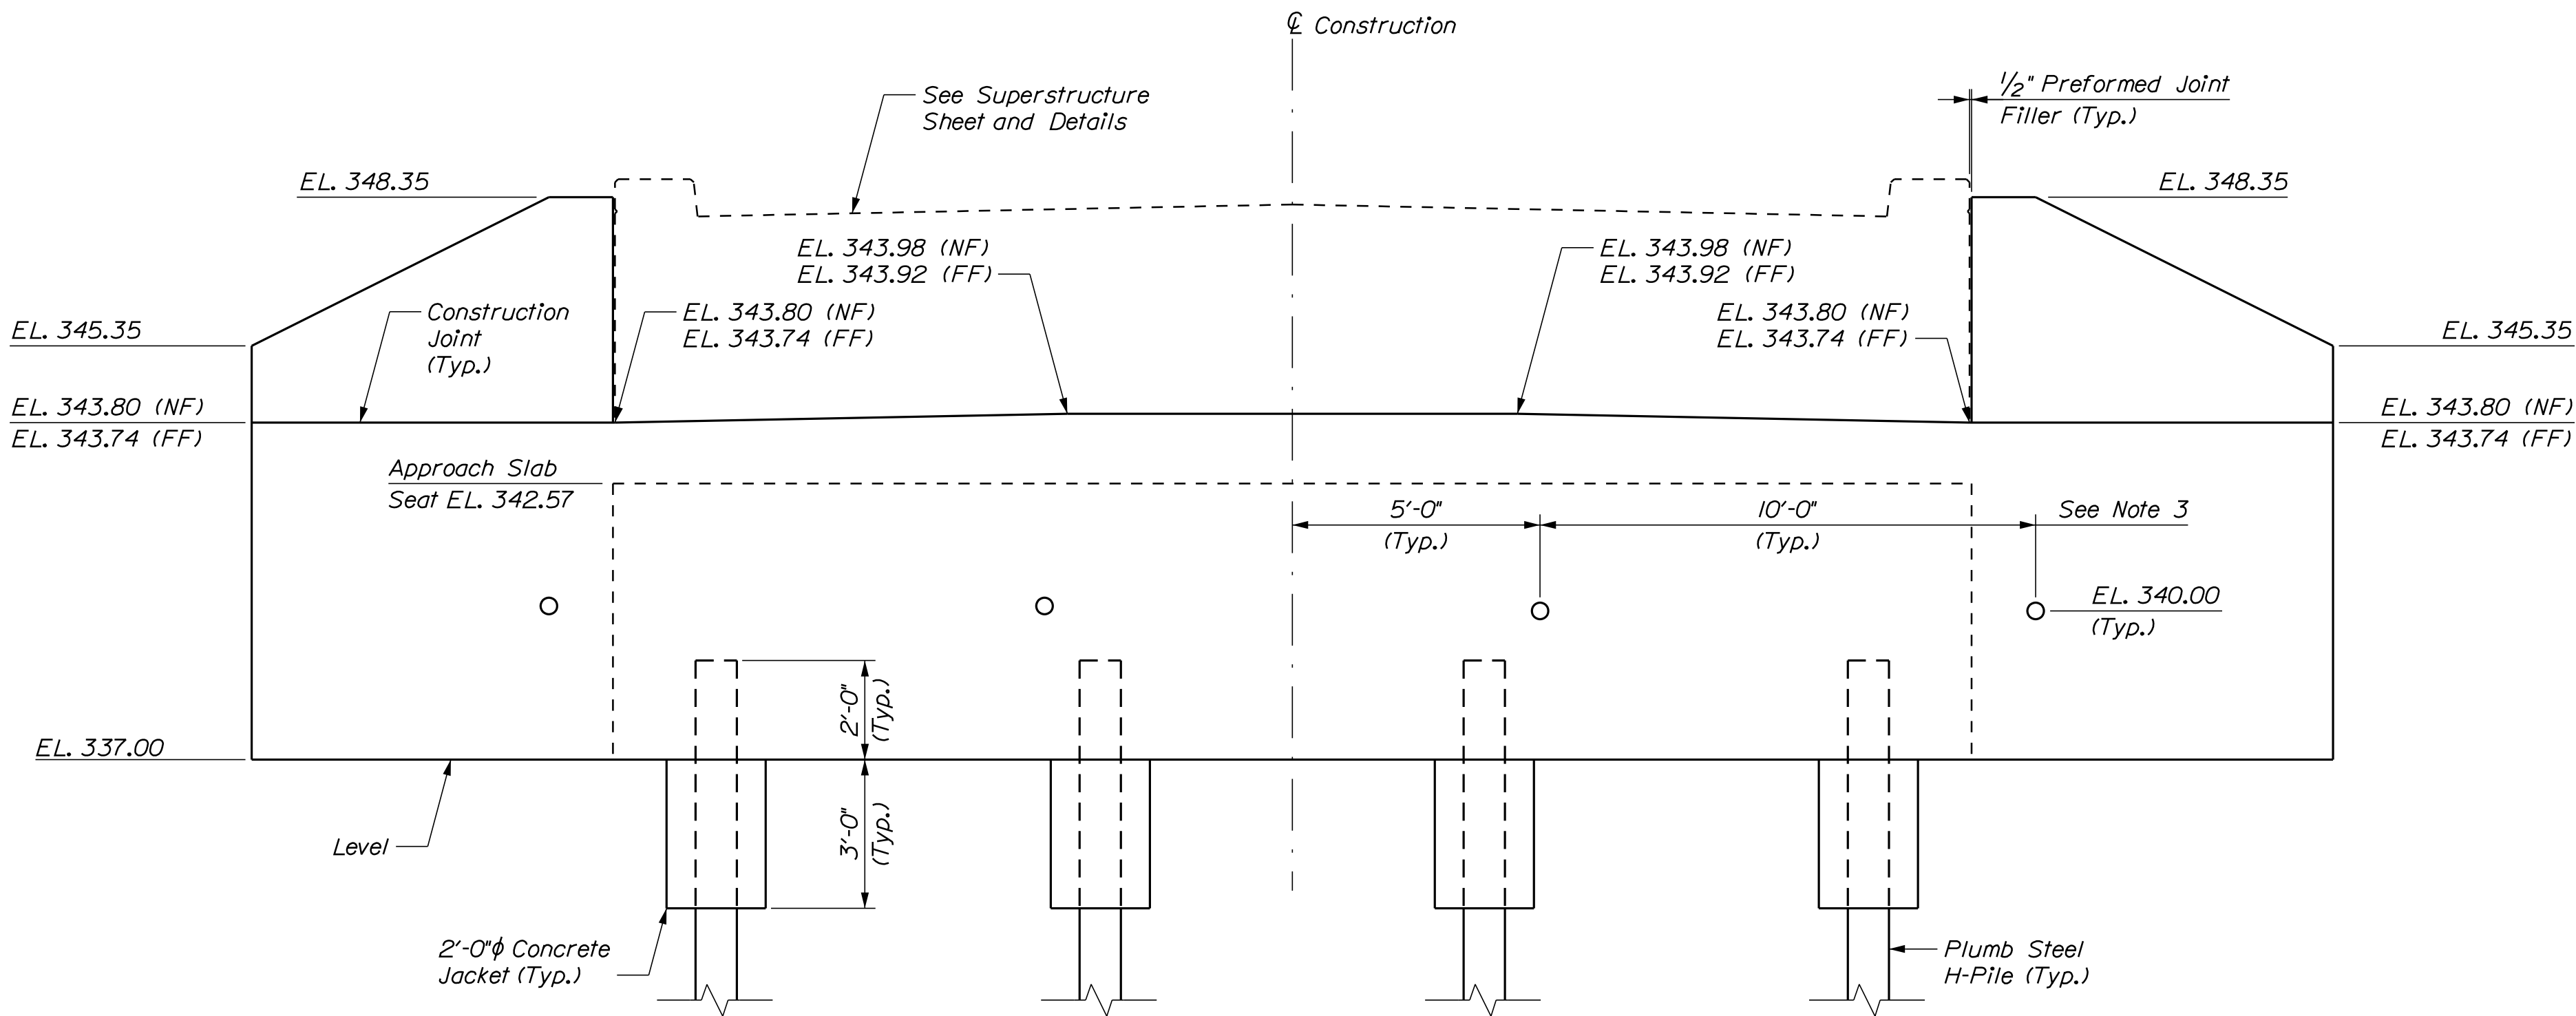 ℄ Construction
See Superstructure
Sheet and Details
1/2" Preformed Joint
Filler (Typ.)
EL. 348.35
EL. 348.35
EL. 343.98 (NF)
EL. 343.92 (FF)
EL. 343.98 (NF)
EL. 343.92 (FF)
Construction
Joint
(Typ.)
EL. 343.80 (NF)
EL. 343.74 (FF)
EL. 343.80 (NF)
EL. 343.74 (FF)
EL. 345.35
EL. 345.35
EL. 343.80 (NF)
EL. 343.74 (FF)
EL. 343.80 (NF)
EL. 343.74 (FF)
Approach Slab
Seat EL. 342.57
5'-0"
(Typ.)
10'-0"
(Typ.)
See Note 3
EL. 340.00
(Typ.)
2'-0"
(Typ.)
EL. 337.00
3'-0"
(Typ.)
Level
2'-0"ϕ Concrete
Jacket (Typ.)
Plumb Steel
H-Pile (Typ.)